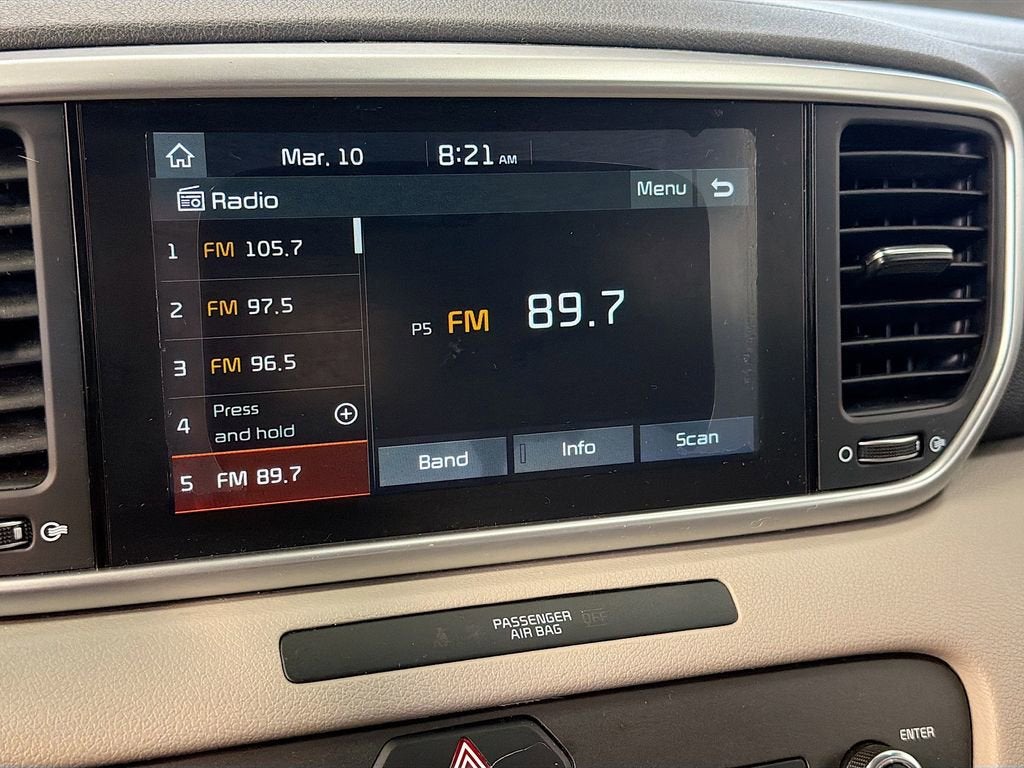 Mar. 10 8:21 AM
Radio Menu
1 FM 105.7
2 FM 97.5
3 FM 96.5
4 Press and hold
5 FM 89.7
P5 FM 89.7
Band Info Scan
PASSENGER OFF
AIR BAG
ENTER